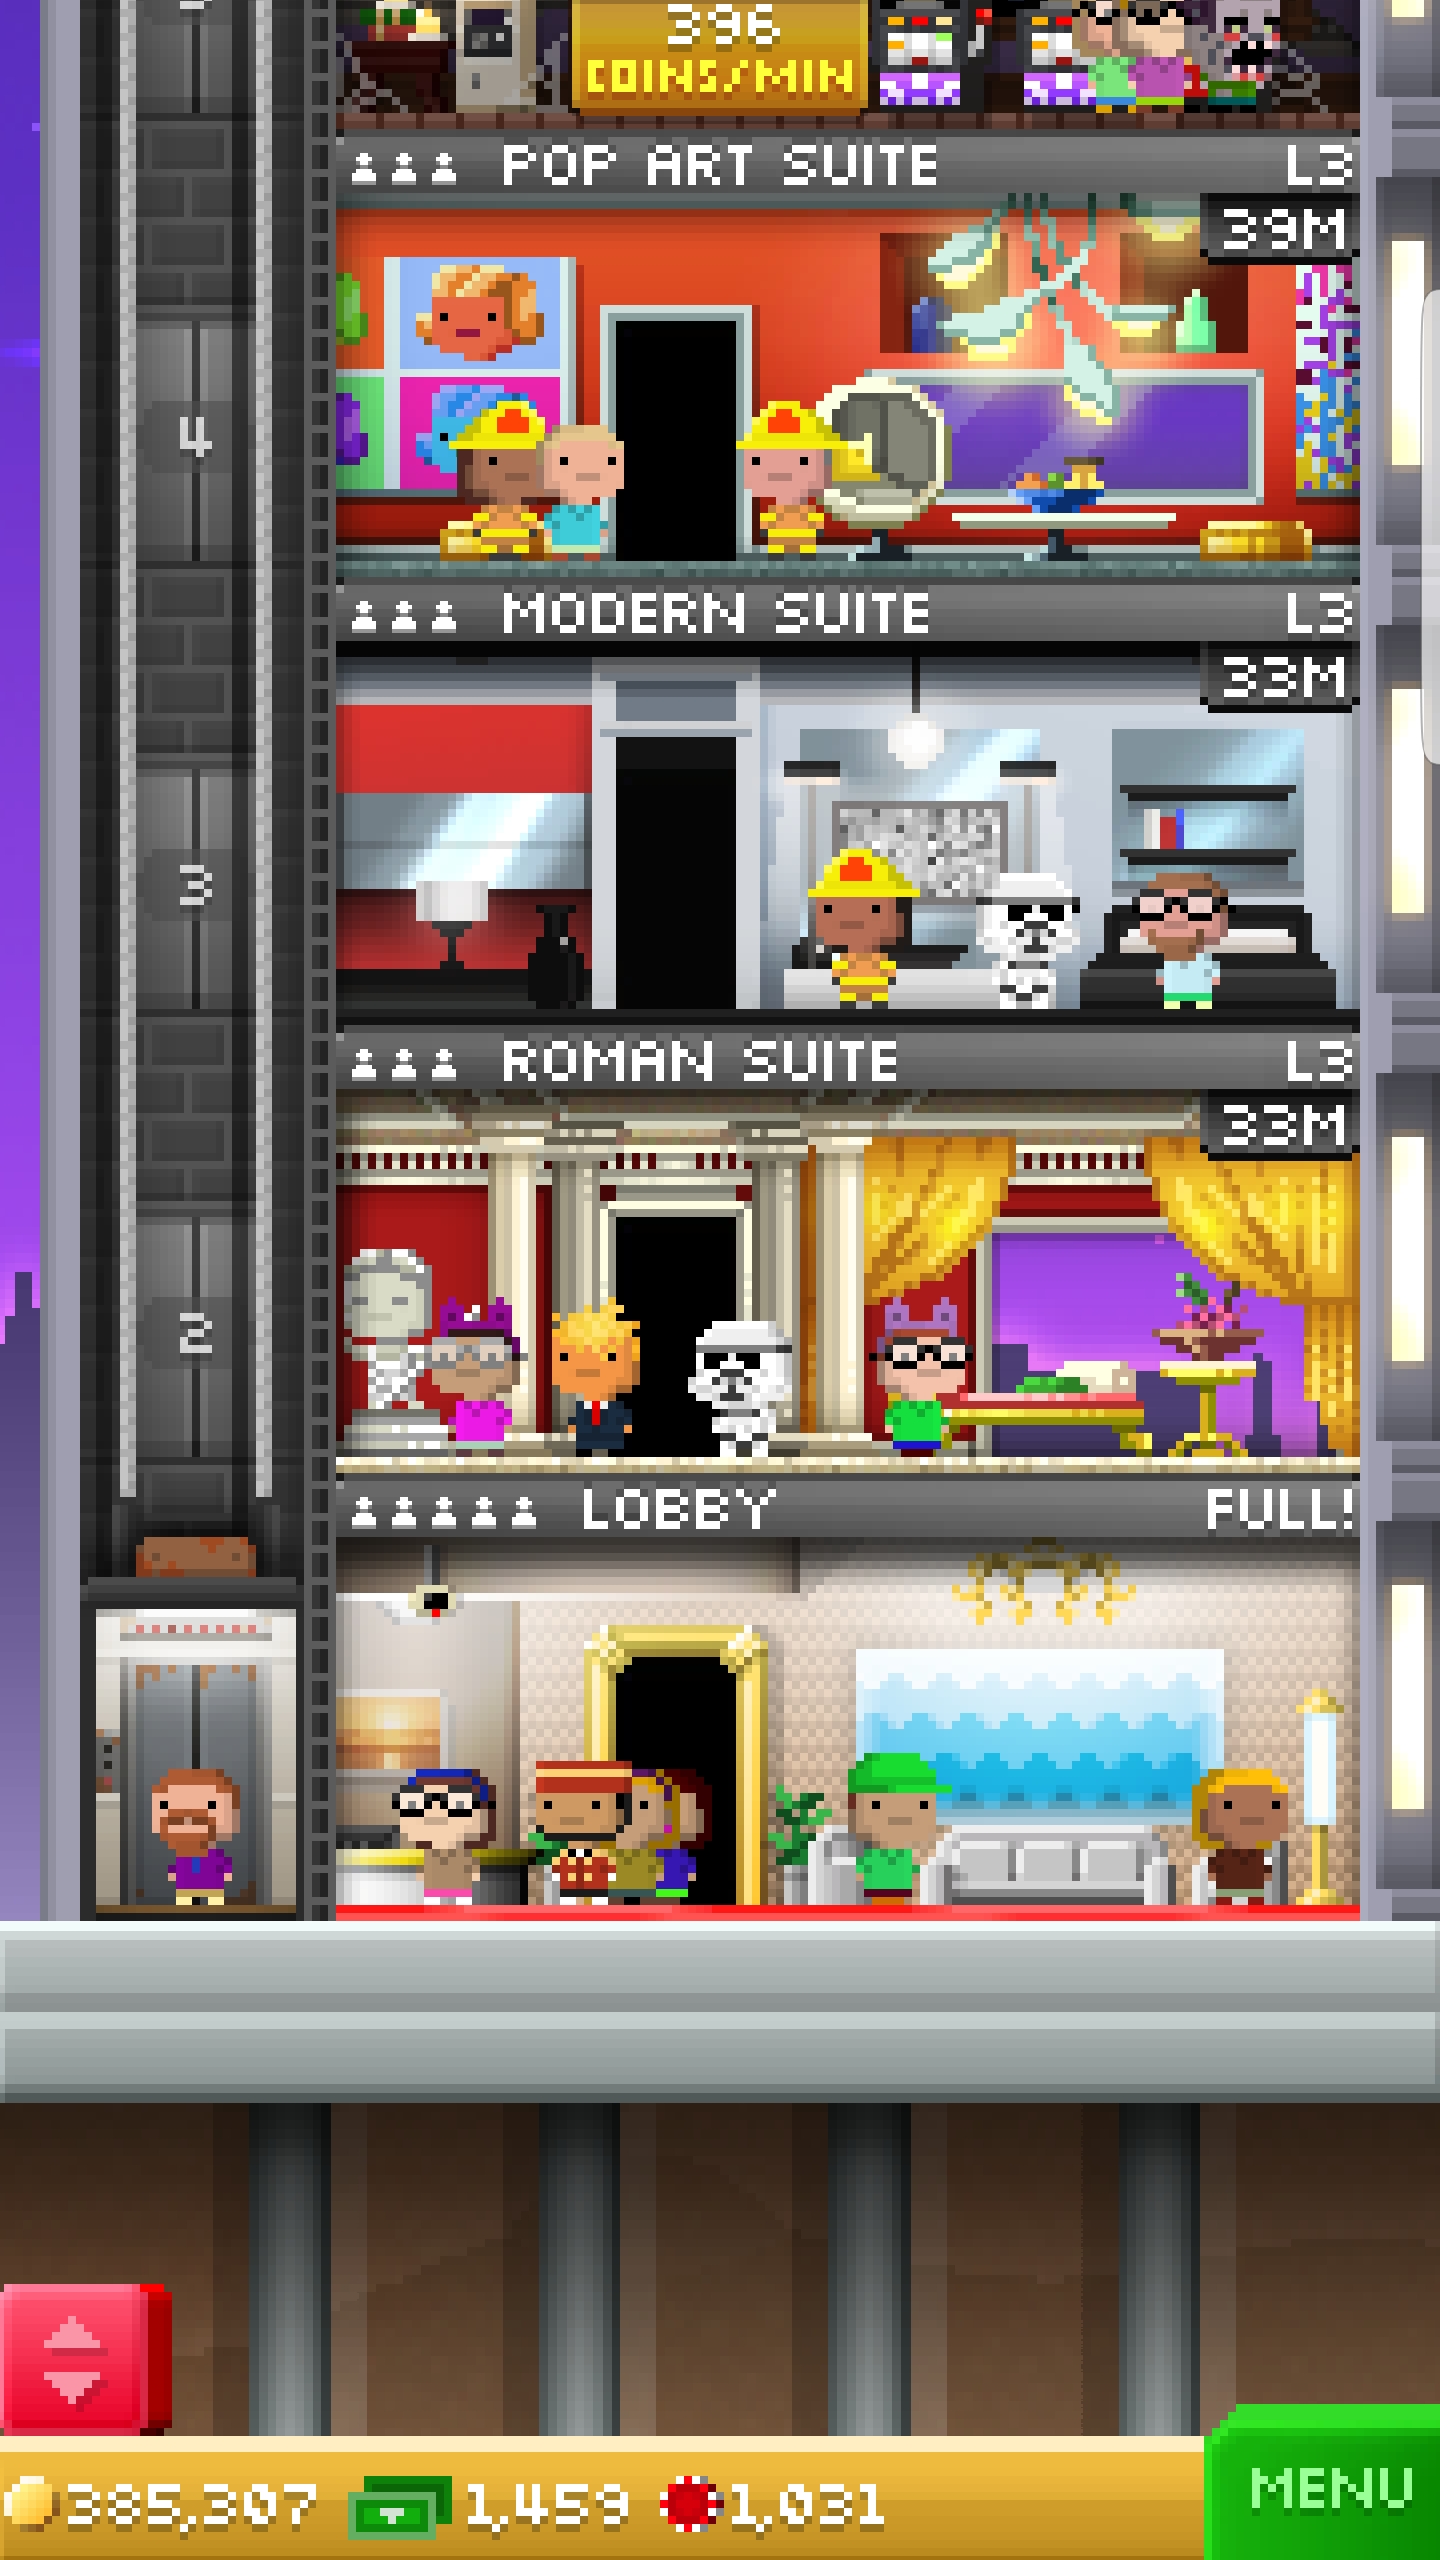 396
COINS/MIN
POP ART SUITE L3
39M
4
MODERN SUITE L3
33M
3
ROMAN SUITE L3
33M
2
LOBBY FULL!
385,307 1,459 1,031
MENU